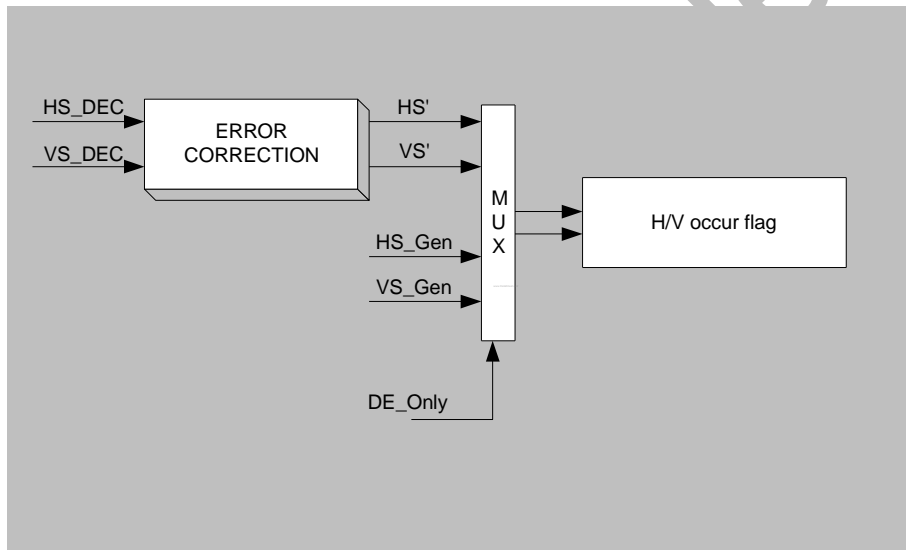 HS_DEC
VS_DEC
ERROR
CORRECTION
HS'
VS'
HS_Gen
VS_Gen
M
U
X
H/V occur flag
DE_Only